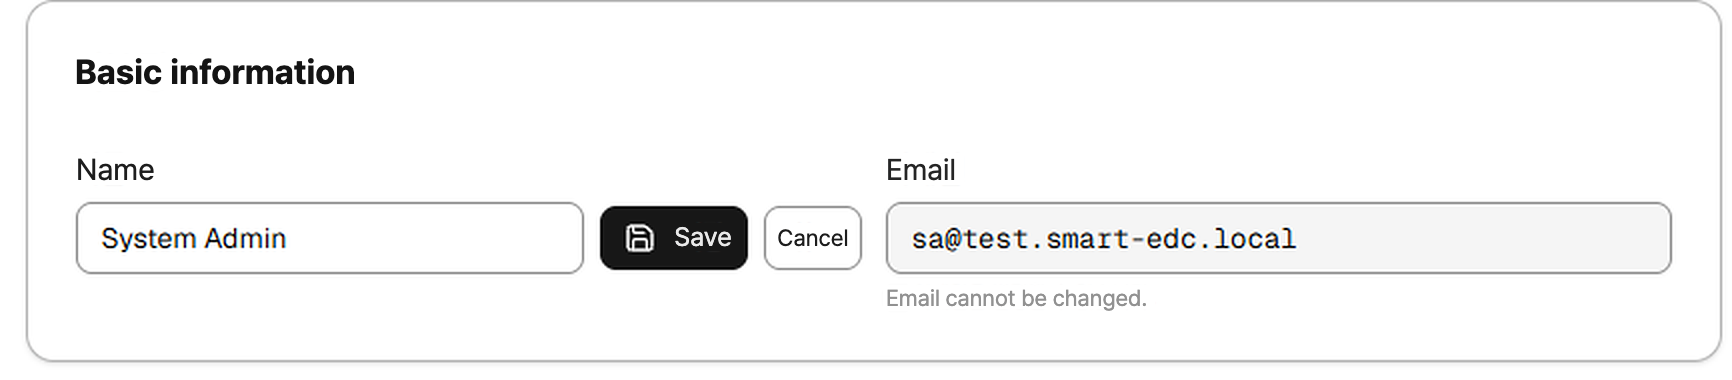 Basic information
Name
System Admin
Save
Cancel
Email
sa@test.smart-edc.local
Email cannot be changed.